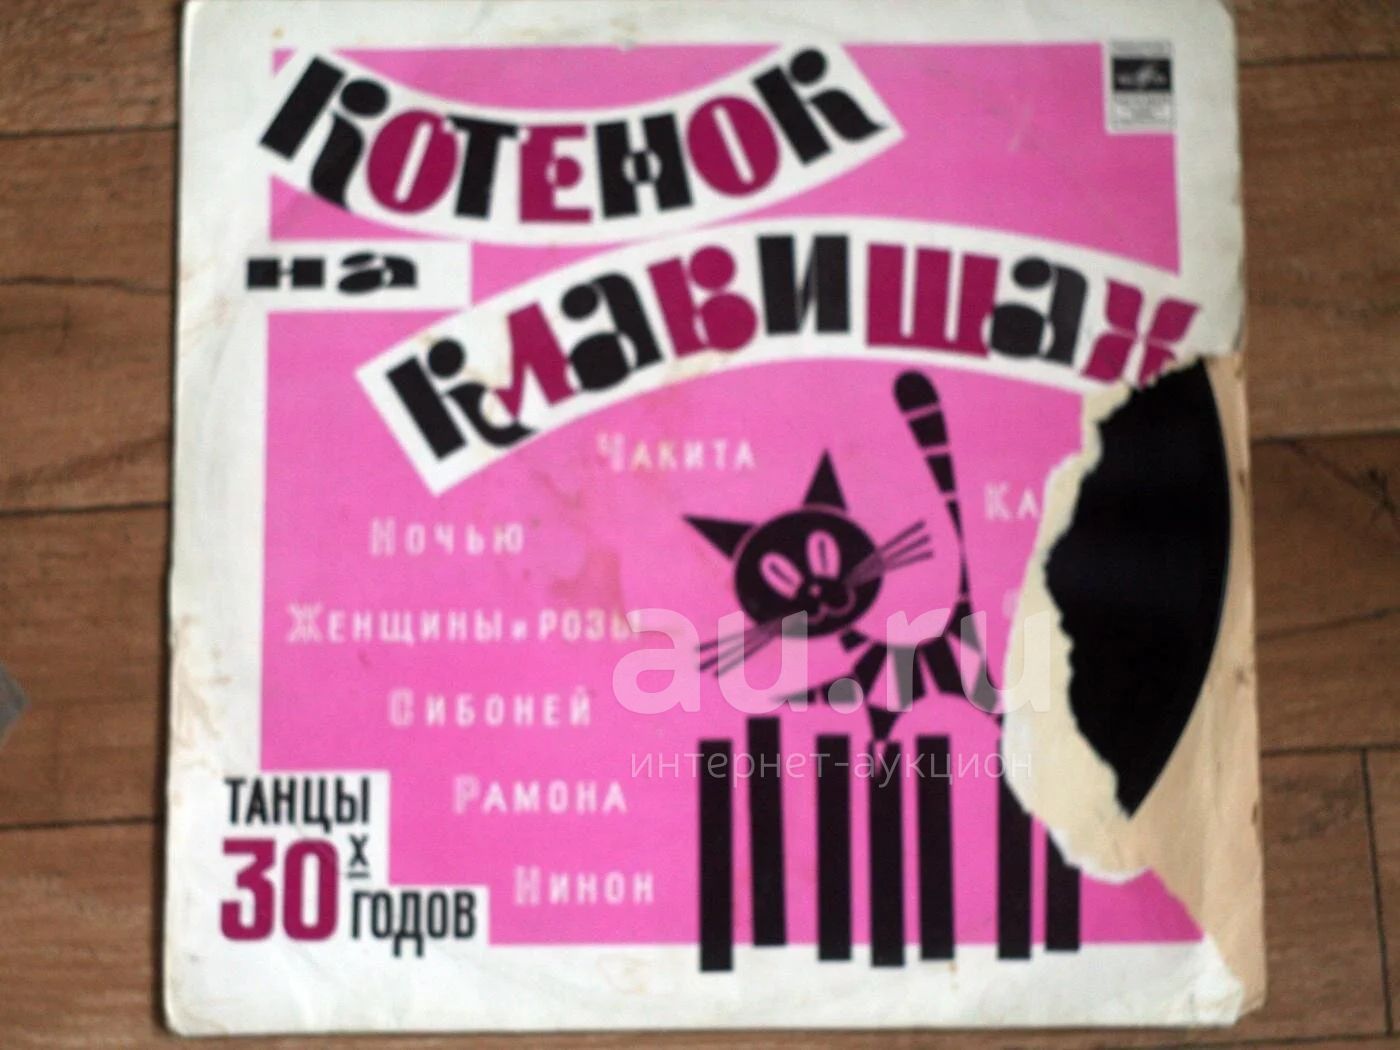 КОТЕНОК
на
КЛАВИШАХ
ЧАКИТА
КА
НОЧЬЮ
ЖЕНЩИНЫ и РОЗЫ
СИБОНЕЙ
РАМОНА
НИНОН
ТАНЦЫ
30х ГОДОВ
au.ru
интернет-аукцион